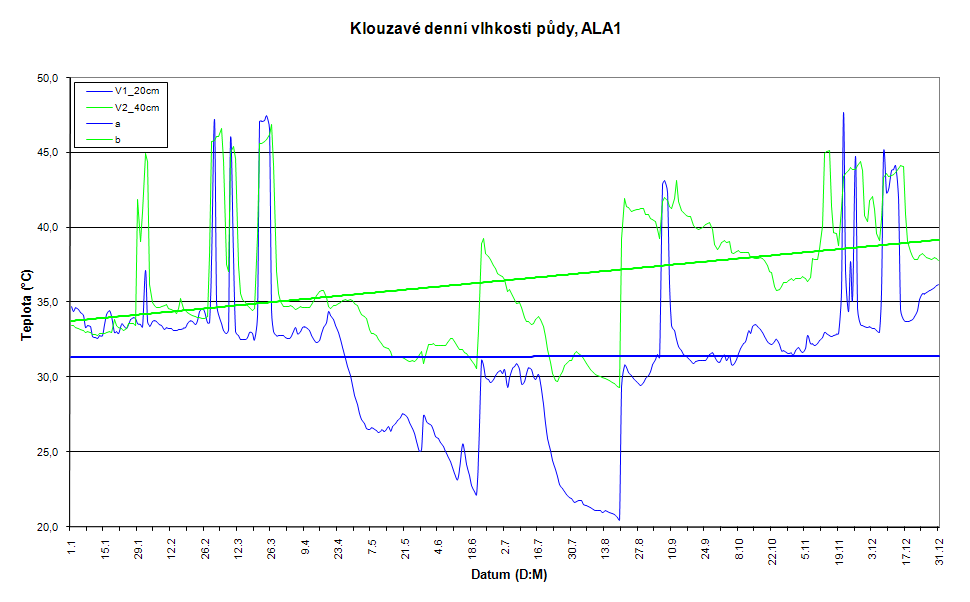 Klouzavé denní vlhkosti půdy, ALA1
V1_20cm
V2_40cm
a
b
Teplota (°C)
50,0
45,0
40,0
35,0
30,0
25,0
20,0
1.1 15.1 29.1 12.2 26.2 12.3 26.3 9.4 23.4 7.5 21.5 4.6 18.6 2.7 16.7 30.7 13.8 27.8 10.9 24.9 8.10 22.10 5.11 19.11 3.12 17.12 31.12
Datum (D:M)